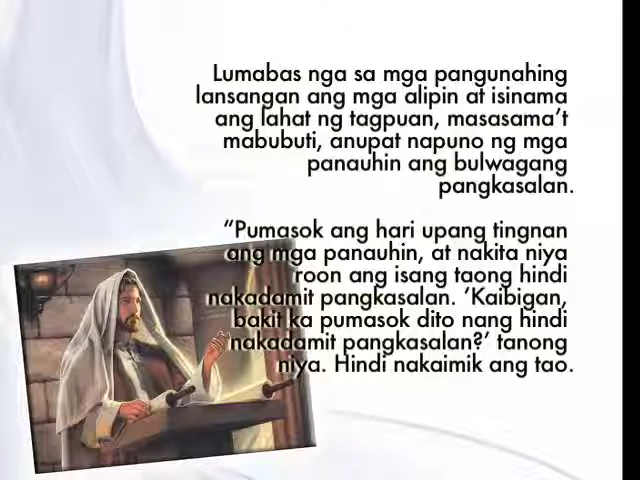 Lumabas nga sa mga pangunahing
lansangan ang mga alipin at isinama
ang lahat ng tagpuan, masasama’t
mabubuti, anupat napuno ng mga
panauhin ang bulwagang
pangkasalan.
“Pumasok ang hari upang tingnan
ang mga panauhin, at nakita niya
roon ang isang taong hindi
nakadamit pangkasalan. ‘Kaibigan,
bakit ka pumasok dito nang hindi
nakadamit pangkasalan?’ tanong
niya. Hindi nakaimik ang tao.